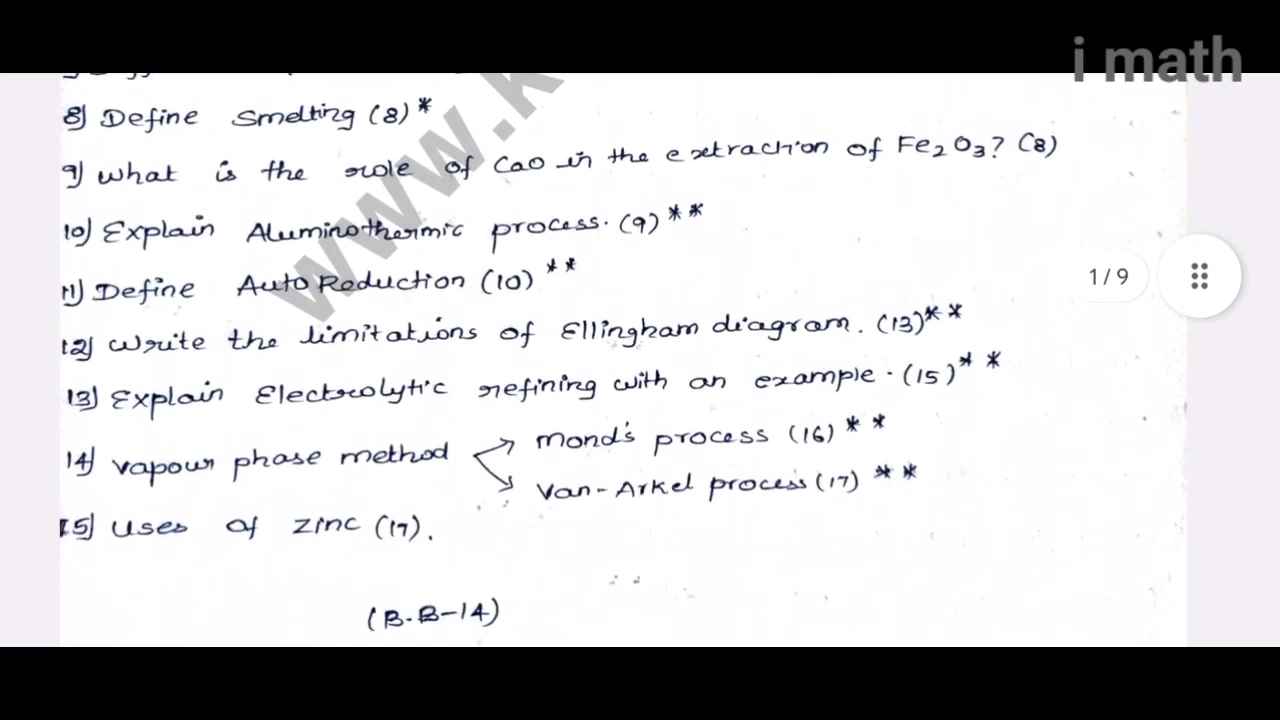 i math
8) Define Smelting (8)*
9) What is the role of CaO in the extraction of Fe₂O₃? (8)
10) Explain Aluminothermic process. (9)**
11) Define Auto Reduction (10)**
12) Write the limitations of Ellingham diagram. (13)**
13) Explain Electrolytic refining with an example. (15)**
14) Vapour phase method
Mond's process (16)**
Van-Arkel process (17)**
15) Uses of zinc (17).
(B.B-14)
1/9
www.k